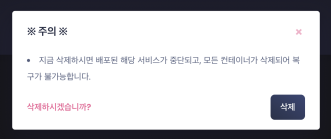 ※ 주의 ※
×
• 지금 삭제하시면 배포된 해당 서비스가 중단되고, 모든 컨테이너가 삭제되어 복
구가 불가능합니다.
삭제하시겠습니까?
삭제